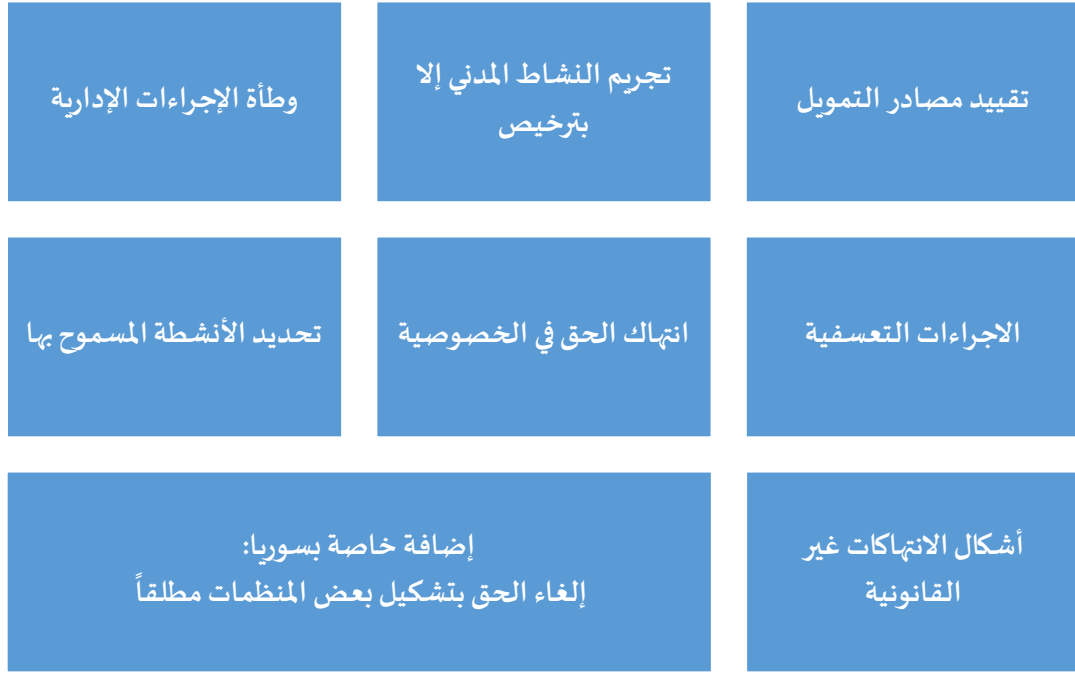 تقييد مصادر التمويل
تجريم النشاط المدني إلا
بترخيص
وطأة الإجراءات الإدارية
الاجراءات التعسفية
انتهاك الحق في الخصوصية
تحديد الأنشطة المسموح بها
أشكال الانتهاكات غير
القانونية
إضافة خاصة بسوريا:
إلغاء الحق بتشكيل بعض المنظمات مطلقاً